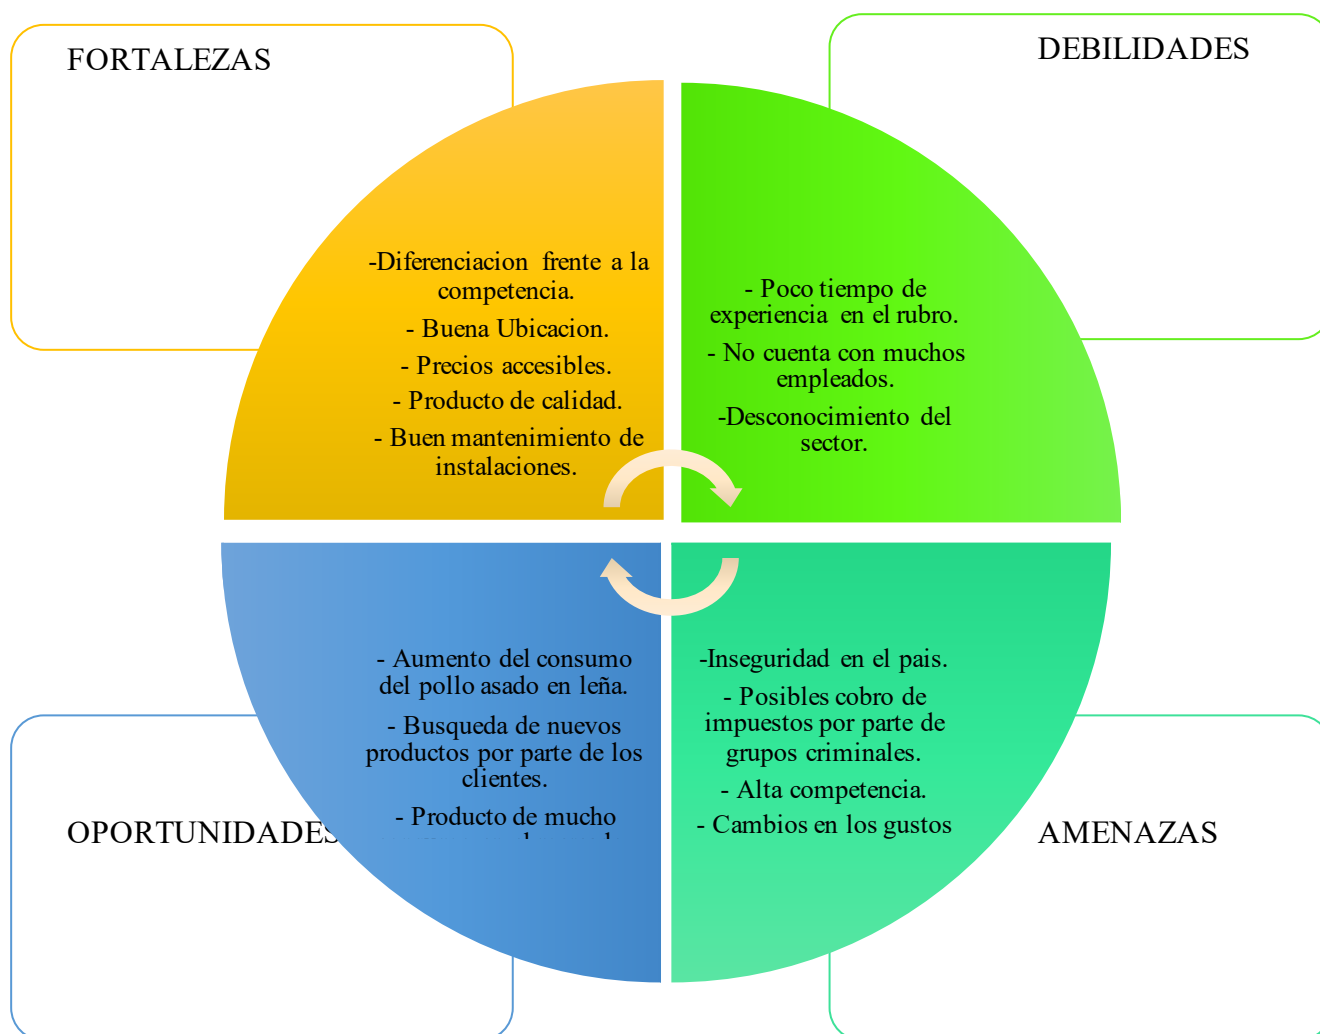 FORTALEZAS
-Diferenciacion frente a la
competencia.
- Buena Ubicacion.
- Precios accesibles.
- Producto de calidad.
- Buen mantenimiento de
instalaciones.
DEBILIDADES
- Poco tiempo de
experiencia en el rubro.
- No cuenta con muchos
empleados.
-Desconocimiento del
sector.
OPORTUNIDADES
- Aumento del consumo
del pollo asado en leña.
- Busqueda de nuevos
productos por parte de los
clientes.
- Producto de mucho
AMENAZAS
-Inseguridad en el pais.
- Posibles cobro de
impuestos por parte de
grupos criminales.
- Alta competencia.
- Cambios en los gustos